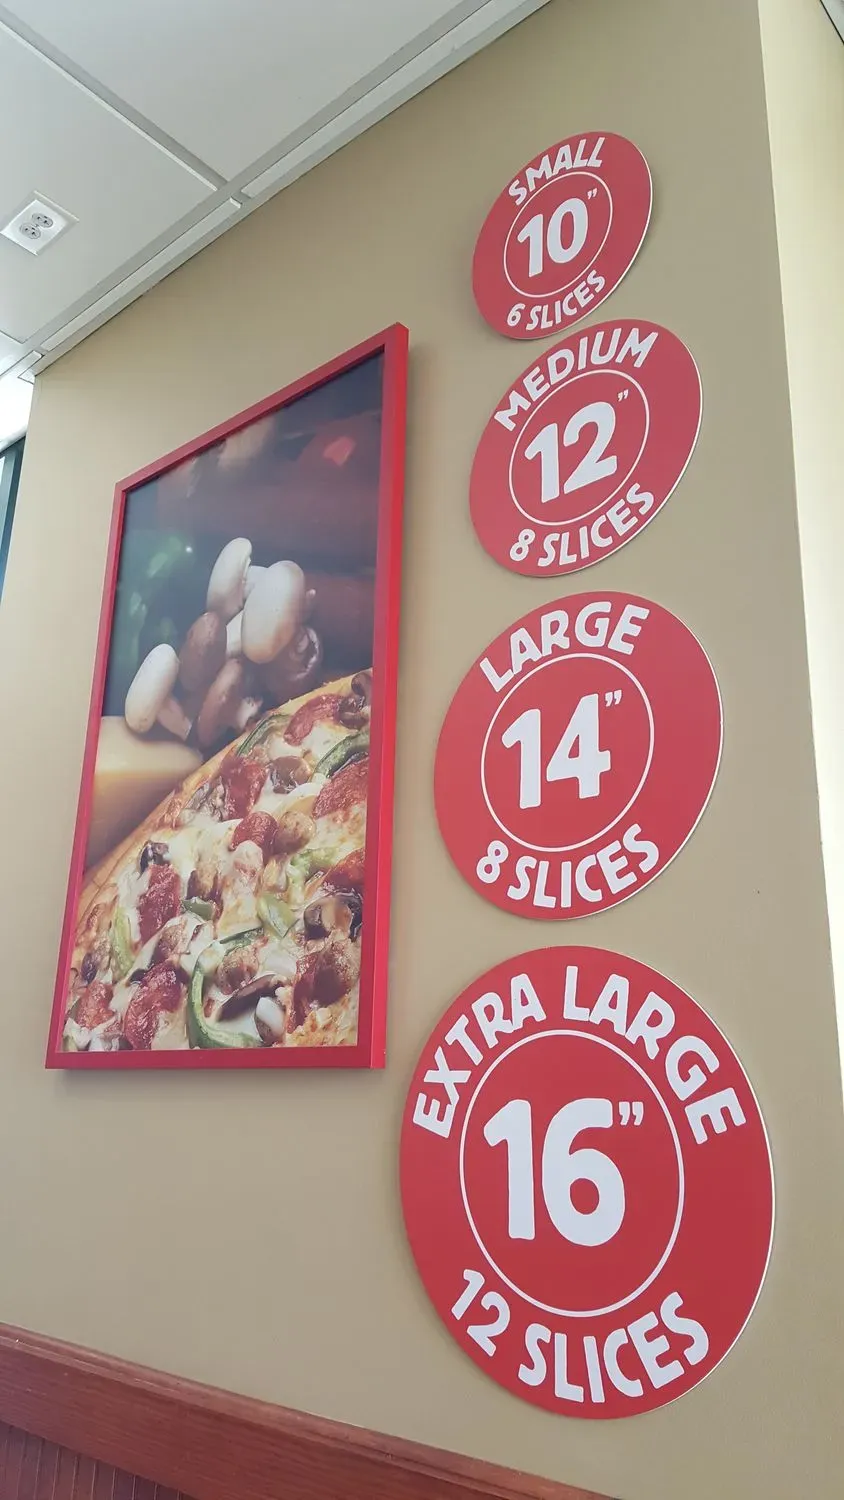 SMALL
10"
6 SLICES
MEDIUM
12"
8 SLICES
LARGE
14"
8 SLICES
EXTRA LARGE
16"
12 SLICES